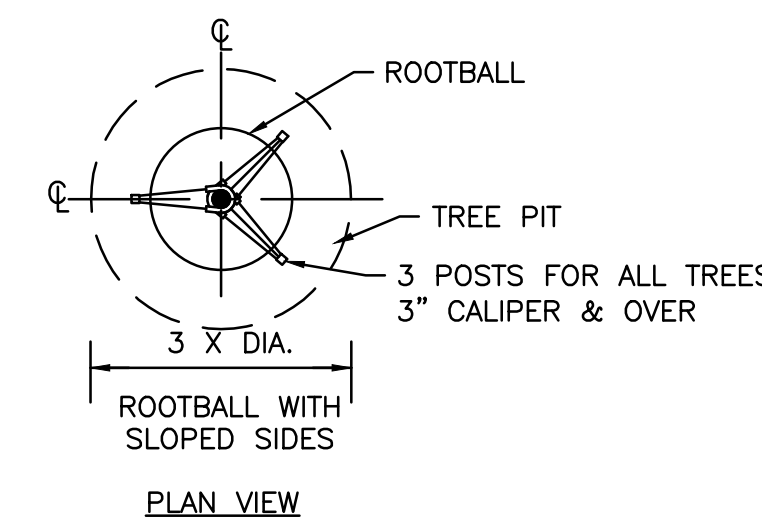 ℄
ROOTBALL
℄
TREE PIT
3 POSTS FOR ALL TREES
3" CALIPER & OVER
3 X DIA.
ROOTBALL WITH
SLOPED SIDES
PLAN VIEW